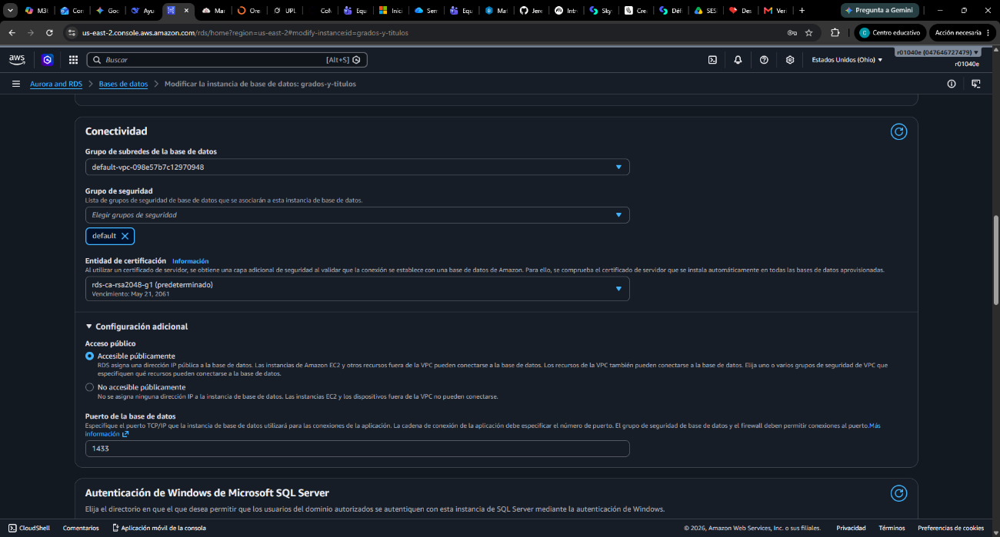 M3(
Cor
Goc
Ayu
Mar
Ore
UPL
Col
Equ
Inic
Sen
Equ
Mat
Jere
Intr
Sky
Cre
Défi
SESI
Des
Ver
Pregunta a Gemini
us-east-2.console.aws.amazon.com/rds/home?region=us-east-2#modify-instance:id=grados-y-titulos
Centro educativo
Acción necesaria
aws
Buscar
[Alt+S]
Estados Unidos (Ohio)
r01040e (047646727479)
r01040e
Aurora and RDS
Bases de datos
Modificar la instancia de base de datos: grados-y-titulos
Conectividad
Grupo de subredes de la base de datos
default-vpc-098e57b7c12970948
Grupo de seguridad
Lista de grupos de seguridad de base de datos que se asociarán a esta instancia de base de datos.
Elegir grupos de seguridad
default
Entidad de certificación Información
Al utilizar un certificado de servidor, se obtiene una capa adicional de seguridad al validar que la conexión se establece con una base de datos de Amazon. Para ello, se comprueba el certificado de servidor que se instala automáticamente en todas las bases de datos aprovisionadas.
rds-ca-rsa2048-g1 (predeterminado)
Vencimiento: May 21, 2061
Configuración adicional
Acceso público
Accesible públicamente
RDS asigna una dirección IP pública a la base de datos. Las instancias de Amazon EC2 y otros recursos fuera de la VPC pueden conectarse a la base de datos. Los recursos de la VPC también pueden conectarse a la base de datos. Elija uno o varios grupos de seguridad de VPC que
especifiquen qué recursos pueden conectarse a la base de datos.
No accesible públicamente
No se asigna ninguna dirección IP a la instancia de base de datos. Las instancias EC2 y los dispositivos fuera de la VPC no pueden conectarse.
Puerto de la base de datos
Especifique el puerto TCP/IP que la instancia de base de datos utilizará para las conexiones de la aplicación. La cadena de conexión de la aplicación debe especificar el número de puerto. El grupo de seguridad de base de datos y el firewall deben permitir conexiones al puerto.Más
información
1433
Autenticación de Windows de Microsoft SQL Server
Elija el directorio en que el que desea permitir que los usuarios del dominio autorizados se autentiquen con esta instancia de SQL Server mediante la autenticación de Windows.
CloudShell
Comentarios
Aplicación móvil de la consola
© 2026, Amazon Web Services, Inc. o sus filiales.
Privacidad
Términos
Preferencias de cookies